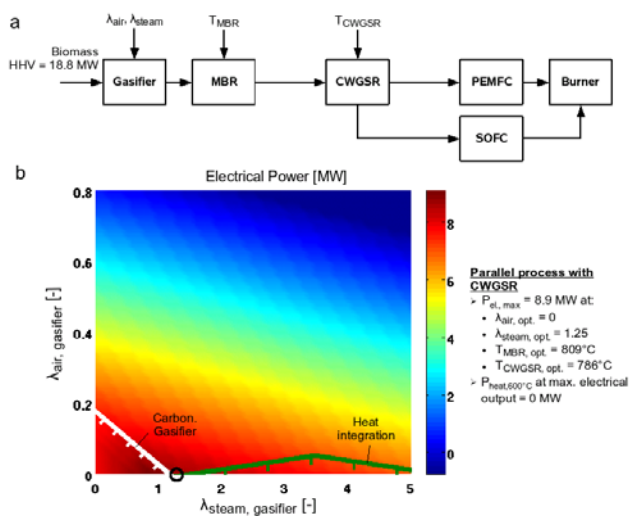 a
λair, λsteam
TMBR
TCWGSR
Biomass
HHV = 18.8 MW
Gasifier
MBR
CWGSR
PEMFC
Burner
SOFC
b
Electrical Power [MW]
0.8
0.6
0.4
0.2
0
λair, gasifier [-]
Carbon.
Gasifier
Heat
integration
0 1 2 3 4 5
λsteam, gasifier [-]
8
6
4
2
0
Parallel process with
CWGSR
➢ Pel., max = 8.9 MW at:
• λair, opt. = 0
• λsteam, opt. = 1.25
• TMBR, opt. = 809°C
• TCWGSR, opt. = 786°C
➢ Pheat,600°C at max. electrical
output = 0 MW